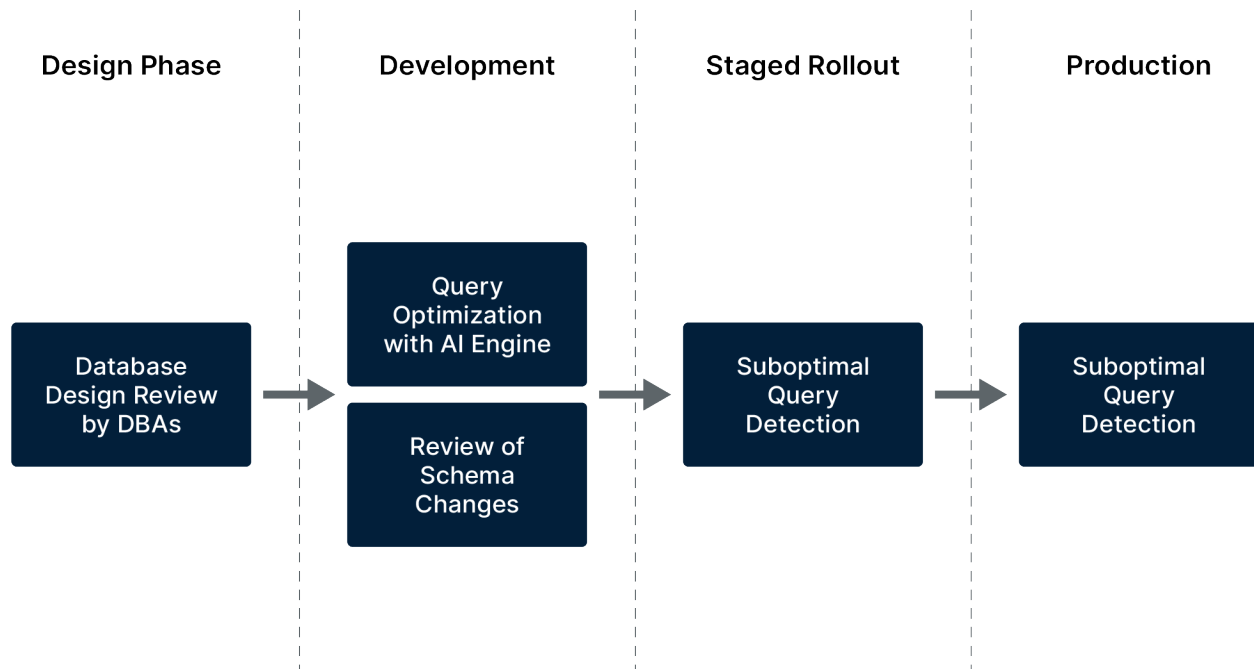 Design Phase
Development
Staged Rollout
Production
Database
Design Review
by DBAs
Query
Optimization
with AI Engine
Review of
Schema
Changes
Suboptimal
Query
Detection
Suboptimal
Query
Detection